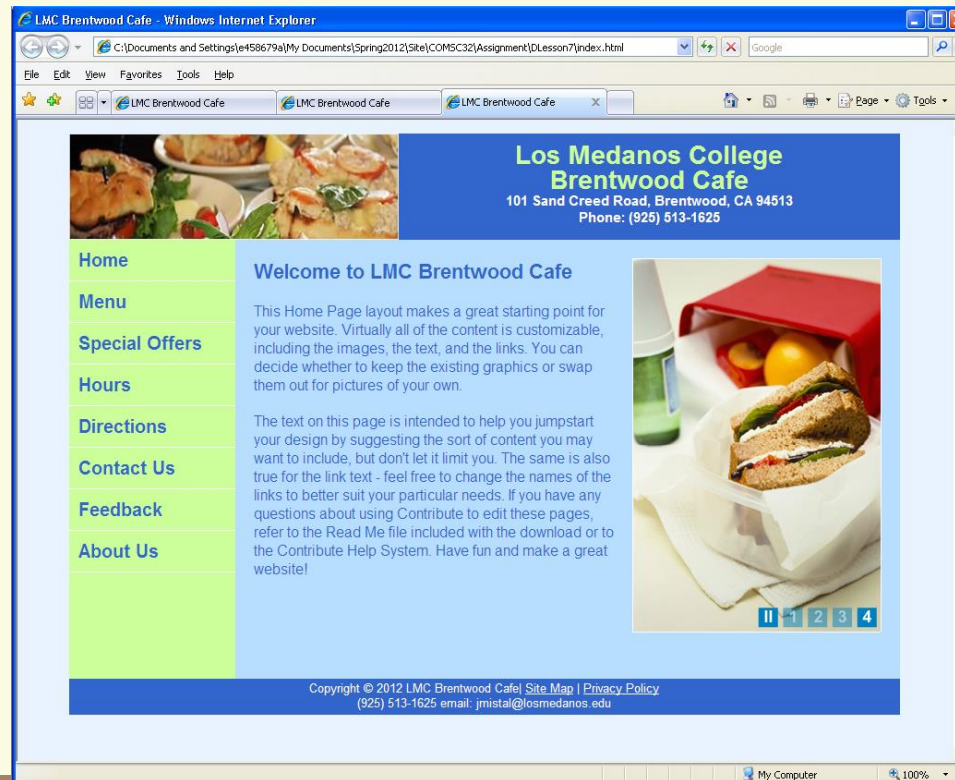 LMC Brentwood Cafe - Windows Internet Explorer
C:\Documents and Settings\e458679a\My Documents\Spring2012\Site\COMSC32\Assignment\DLesson7\index.html
Google
File Edit View Favorites Tools Help
LMC Brentwood Cafe LMC Brentwood Cafe LMC Brentwood Cafe X Page Tools
Los Medanos College
Brentwood Cafe
101 Sand Creed Road, Brentwood, CA 94513
Phone: (925) 513-1625
Home
Menu
Special Offers
Hours
Directions
Contact Us
Feedback
About Us
Welcome to LMC Brentwood Cafe
This Home Page layout makes a great starting point for
your website. Virtually all of the content is customizable,
including the images, the text, and the links. You can
decide whether to keep the existing graphics or swap
them out for pictures of your own.
The text on this page is intended to help you jumpstart
your design by suggesting the sort of content you may
want to include, but don't let it limit you. The same is also
true for the link text - feel free to change the names of the
links to better suit your particular needs. If you have any
questions about using Contribute to edit these pages,
refer to the Read Me file included with the download or to
the Contribute Help System. Have fun and make a great
website!
1 2 3 4
Copyright © 2012 LMC Brentwood Cafe| Site Map | Privacy Policy
(925) 513-1625 email: jmistal@losmedanos.edu
My Computer 100%